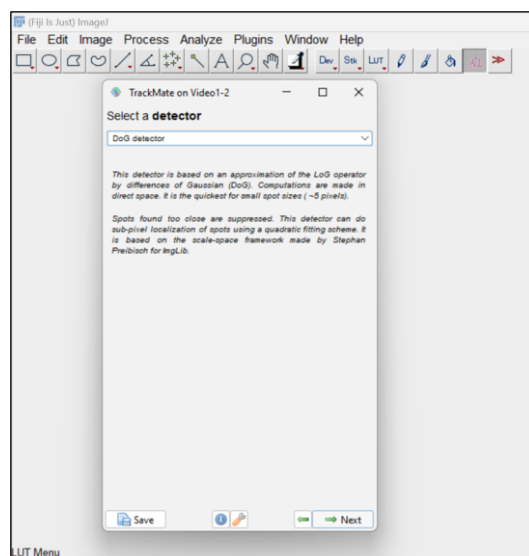 (Fiji Is Just) ImageJ
File Edit Image Process Analyze Plugins Window Help
Dev Stk LUT
TrackMate on Video1-2
Select a detector
DoG detector
This detector is based on an approximation of the LoG operator
by differences of Gaussian (DoG). Computations are made in
direct space. It is the quickest for small spot sizes (~5 pixels).
Spots found too close are suppressed. This detector can do
sub-pixel localization of spots using a quadratic fitting scheme. It
is based on the scale-space framework made by Stephan
Preibisch for ImgLib.
Save
Next
LUT Menu